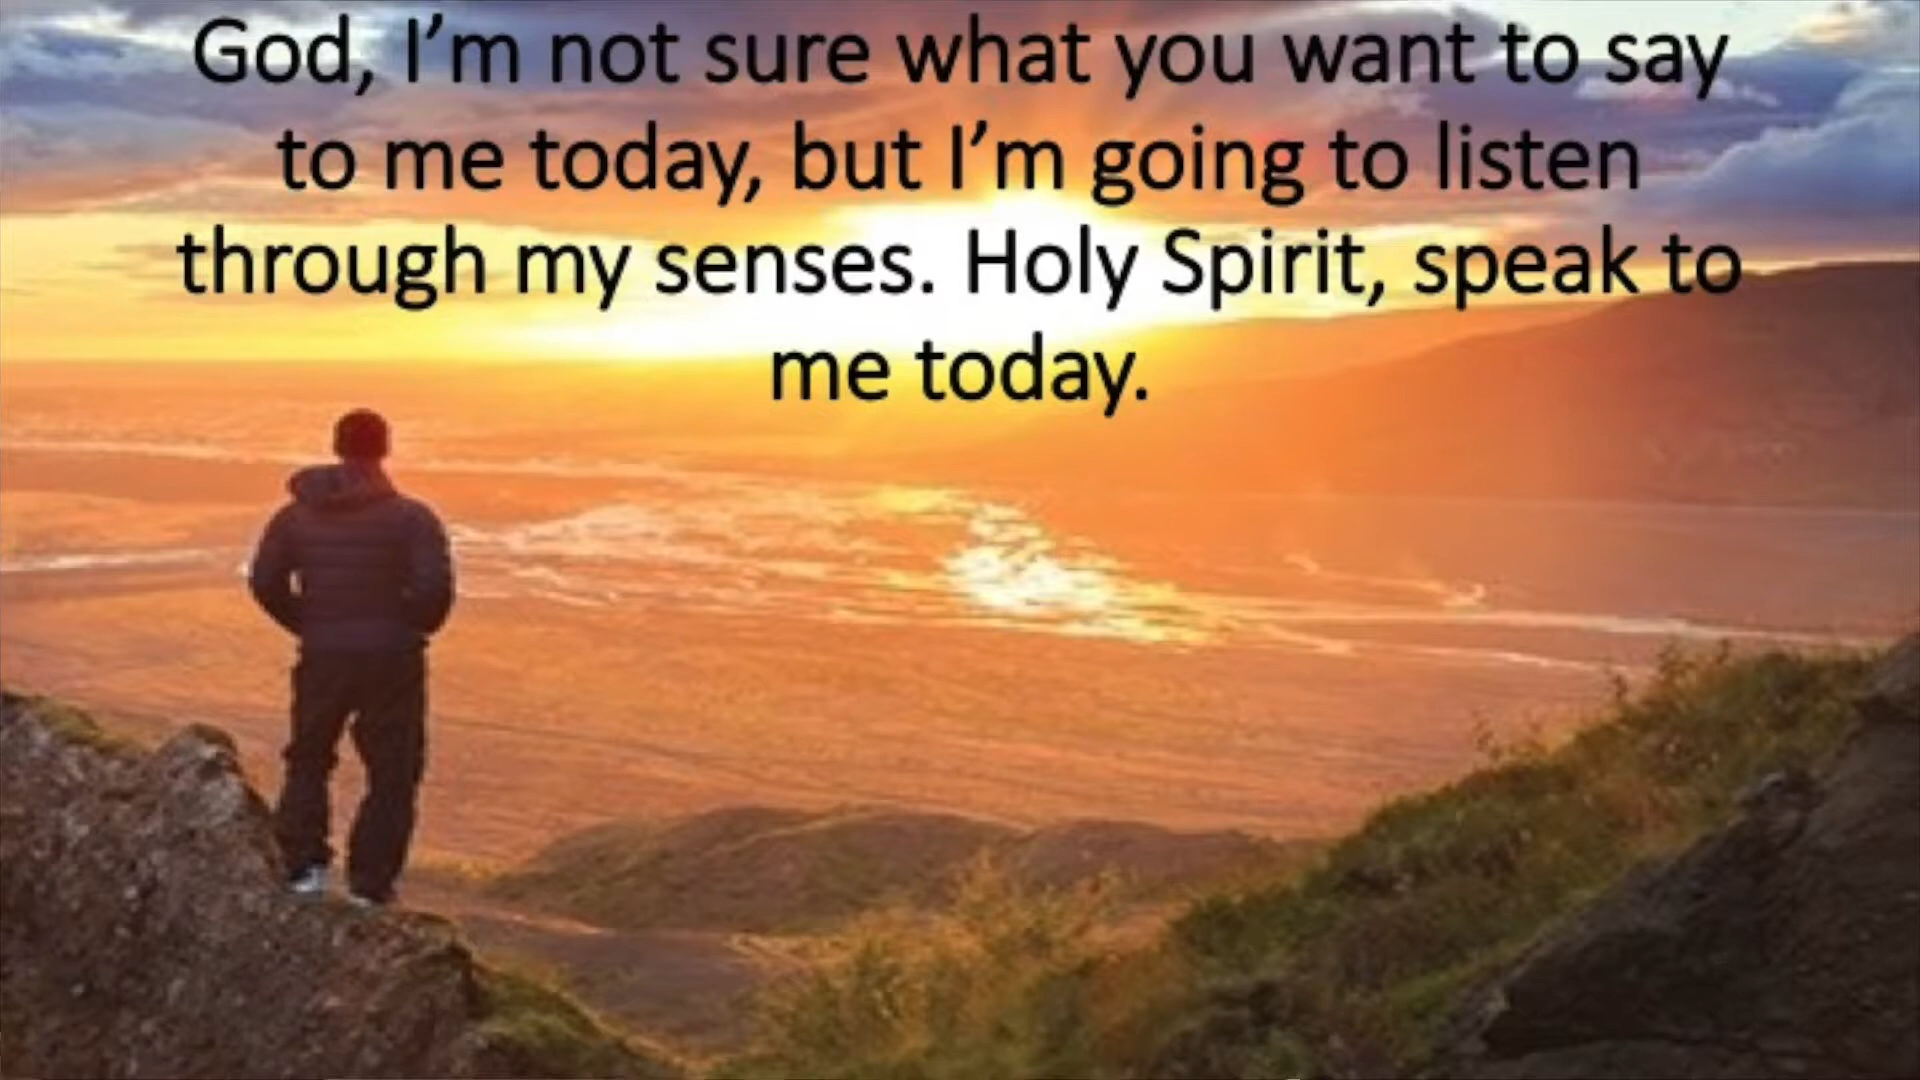 God, I’m not sure what you want to say
to me today, but I’m going to listen
through my senses. Holy Spirit, speak to
me today.